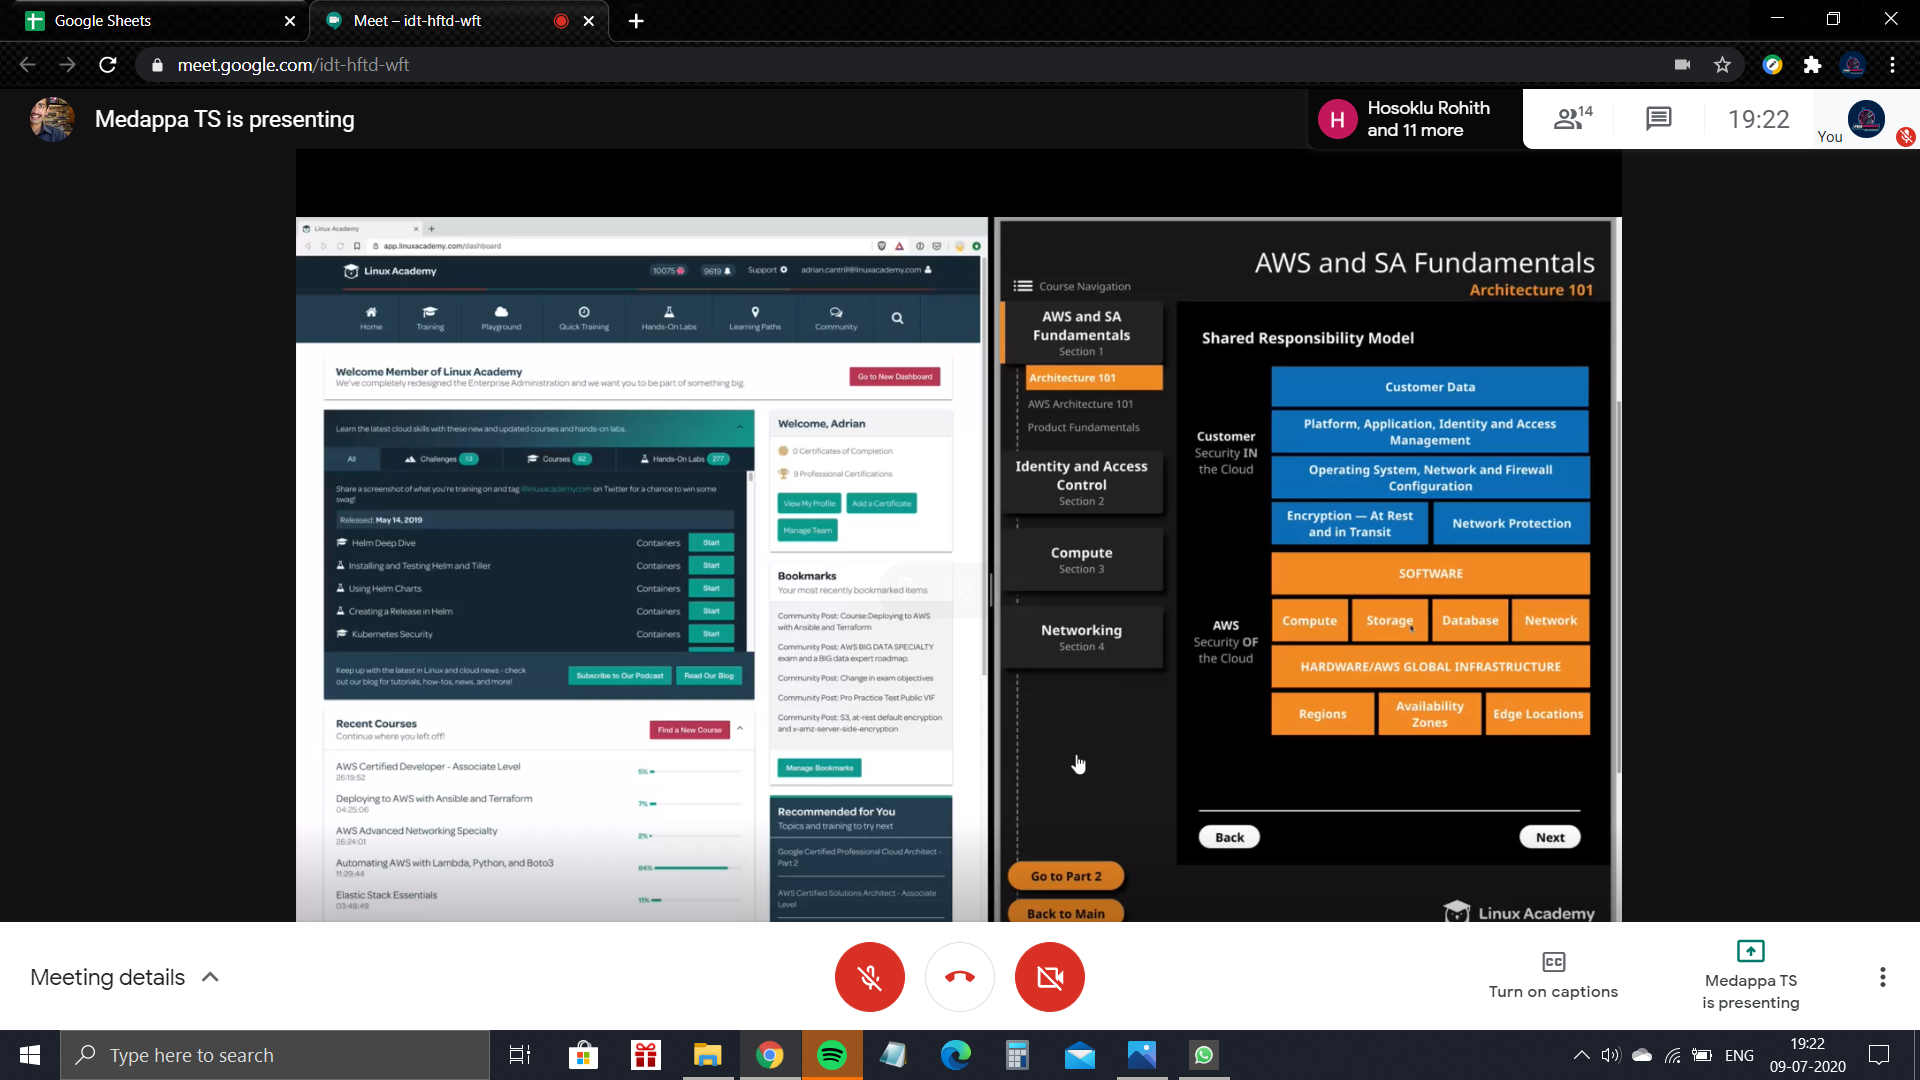 Google Sheets
Meet – idt-hftd-wft
meet.google.com/idt-hftd-wft
Medappa TS is presenting
H
Hosoklu Rohith
and 11 more
14
19:22
You
Linux Academy
app.linuxacademy.com/dashboard
Linux Academy
10075
9619
Support
adrian.cantrill@linuxacademy.com
Home
Training
Playground
Quick Training
Hands-On Labs
Learning Paths
Community
Welcome Member of Linux Academy
We've completely redesigned the Enterprise Administration and we want you to be part of something big.
Go to New Dashboard
Learn the latest cloud skills with these new and updated courses and hands-on labs.
All
Challenges 13
Courses 62
Hands-On Labs 277
Share a screenshot of what you're training on and tag @linuxacademycom on Twitter for a chance to win some
swag!
Released: May 14, 2019
Helm Deep Dive Containers Start
Installing and Testing Helm and Tiller Containers Start
Using Helm Charts Containers Start
Creating a Release in Helm Containers Start
Kubernetes Security Containers Start
Keep up with the latest in Linux and cloud news - check
out our blog for tutorials, how-tos, news, and more!
Subscribe to Our Podcast
Read Our Blog
Recent Courses
Continue where you left off!
Find a New Course
AWS Certified Developer - Associate Level
26:19:52
5%
Deploying to AWS with Ansible and Terraform
04:25:06
7%
AWS Advanced Networking Specialty
26:24:01
2%
Automating AWS with Lambda, Python, and Boto3
11:29:44
84%
Elastic Stack Essentials
03:48:49
11%
Welcome, Adrian
0 Certificates of Completion
9 Professional Certifications
View My Profile
Add a Certificate
Manage Team
Bookmarks
Your most recently bookmarked items
Community Post: Course:Deploying to AWS
with Ansible and Terraform
Community Post: AWS BIG DATA SPECIALTY
exam and a BIG data expert roadmap.
Community Post: Change in exam objectives
Community Post: Pro Practice Test Public VIF
Community Post: S3, at-rest default encryption
and x-amz-server-side-encryption
Manage Bookmarks
Recommended for You
Topics and training to try next
Google Certified Professional Cloud Architect -
Part 2
AWS Certified Solutions Architect - Associate
Level
AWS and SA Fundamentals
Architecture 101
Course Navigation
AWS and SA
Fundamentals
Section 1
Architecture 101
AWS Architecture 101
Product Fundamentals
Identity and Access
Control
Section 2
Compute
Section 3
Networking
Section 4
Go to Part 2
Back to Main
Shared Responsibility Model
Customer
Security IN
the Cloud
Customer Data
Platform, Application, Identity and Access
Management
Operating System, Network and Firewall
Configuration
Encryption — At Rest
and in Transit
Network Protection
AWS
Security OF
the Cloud
SOFTWARE
Compute
Storage
Database
Network
HARDWARE/AWS GLOBAL INFRASTRUCTURE
Regions
Availability
Zones
Edge Locations
Back
Next
Linux Academy
Meeting details
Turn on captions
Medappa TS
is presenting
Type here to search
ENG
19:22
09-07-2020